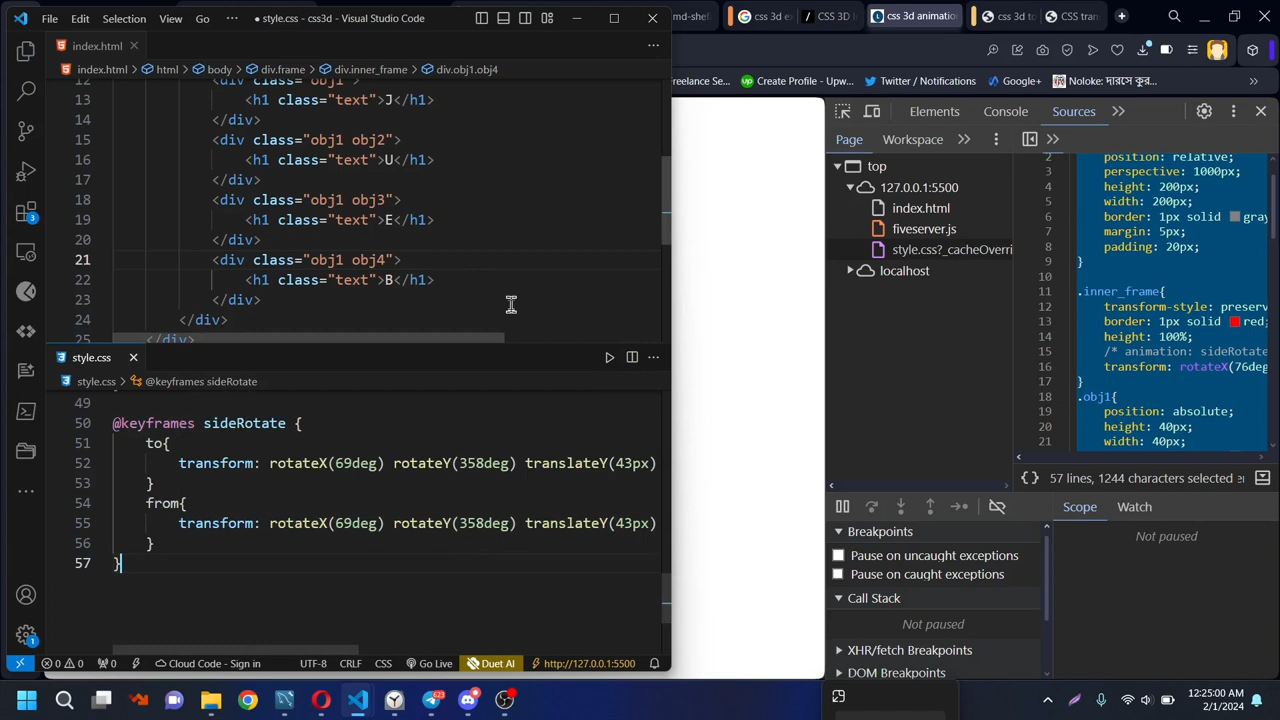 File Edit Selection View Go ··· ● style.css - css3d - Visual Studio Code
index.html
index.html > html > body > div.frame > div.inner_frame > div.obj1.obj4
13 <h1 class="text">J</h1>
14 </div>
15 <div class="obj1 obj2">
16 <h1 class="text">U</h1>
17 </div>
18 <div class="obj1 obj3">
19 <h1 class="text">E</h1>
20 </div>
21 <div class="obj1 obj4">
22 <h1 class="text">B</h1>
23 </div>
24 </div>
25 </div>
style.css
style.css > @keyframes sideRotate
49
50 @keyframes sideRotate {
51 to{
52 transform: rotateX(69deg) rotateY(358deg) translateY(43px)
53 }
54 from{
55 transform: rotateX(69deg) rotateY(358deg) translateY(43px)
56 }
57 }
3
1
0 0 0 Cloud Code - Sign in UTF-8 CRLF CSS Go Live Duet AI http://127.0.0.1:5500
css 3d e
CSS 3D l
css 3d animatio
css 3d to
CSS tran
Create Profile - Upw...
Twitter / Notifications
Google+
Noloke: দারসে কুর...
Elements Console Sources
Page Workspace
top
127.0.0.1:5500
index.html
fiveserver.js
style.css?_cacheOverri
localhost
2 position: relative;
3 perspective: 1000px;
4 height: 200px;
5 width: 200px;
6 border: 1px solid gray
7 margin: 5px;
8 padding: 20px;
9 }
10
11 .inner_frame{
12 transform-style: preserv
13 border: 1px solid red;
14 height: 100%;
15 /* animation: sideRotate
16 transform: rotateX(76deg
17 }
18 .obj1{
19 position: absolute;
20 height: 40px;
21 width: 40px;
{} 57 lines, 1244 characters selected
Breakpoints
Pause on uncaught exceptions
Pause on caught exceptions
Call Stack
Not paused
XHR/fetch Breakpoints
DOM Breakpoints
Scope Watch
Not paused
623
12:25:00 AM
2/1/2024